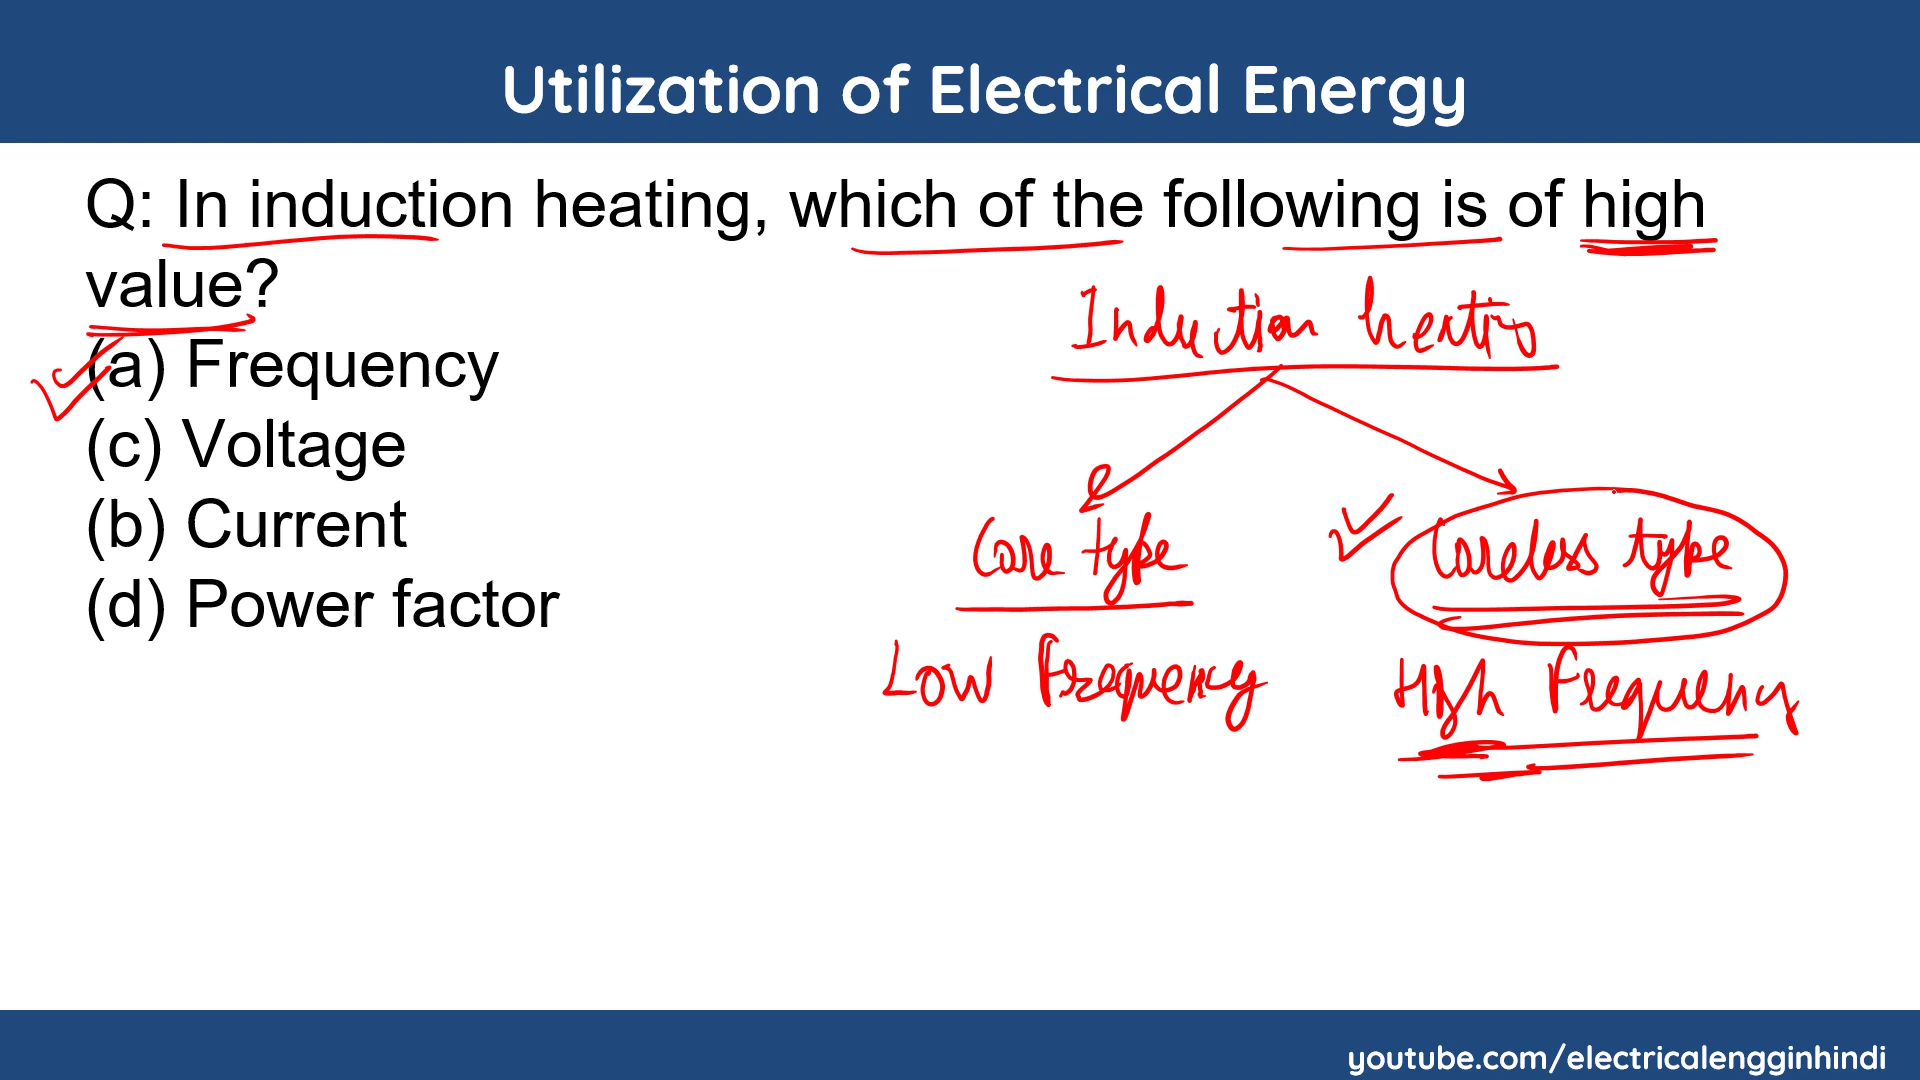 Utilization of Electrical Energy
Q: In induction heating, which of the following is of high
value?
(a) Frequency
(c) Voltage
(b) Current
(d) Power factor
Induction heating
Core type
Coreless type
Low Frequency
High Frequency
youtube.com/electricalengginhindi